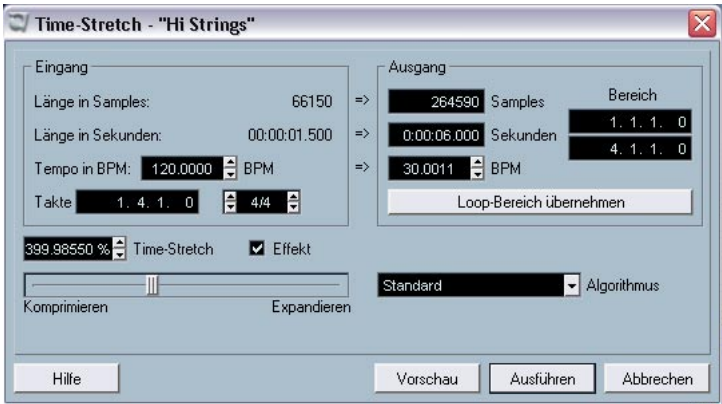 Time-Stretch - "Hi Strings"
Eingang
Länge in Samples: 66150 =>
Länge in Sekunden: 00:00:01.500 =>
Tempo in BPM: 120.0000 BPM =>
Takte 1. 4. 1. 0 4/4
Ausgang
264590 Samples
0:00:06.000 Sekunden
30.0011 BPM
Bereich
1. 1. 1. 0
4. 1. 1. 0
Loop-Bereich übernehmen
399.98550 % Time-Stretch Effekt
Komprimieren Expandieren
Standard Algorithmus
Hilfe Vorschau Ausführen Abbrechen